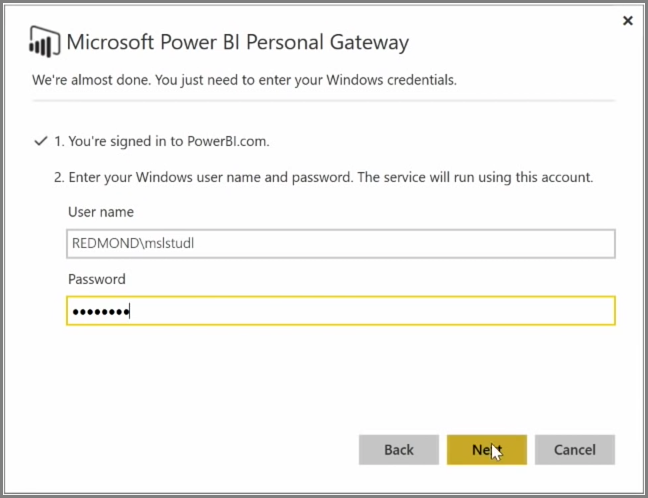 Microsoft Power BI Personal Gateway
We're almost done. You just need to enter your Windows credentials.
1. You're signed in to PowerBI.com.
2. Enter your Windows user name and password. The service will run using this account.
User name
REDMOND\mslstudl
Password
●●●●●●●●
Back
Next
Cancel